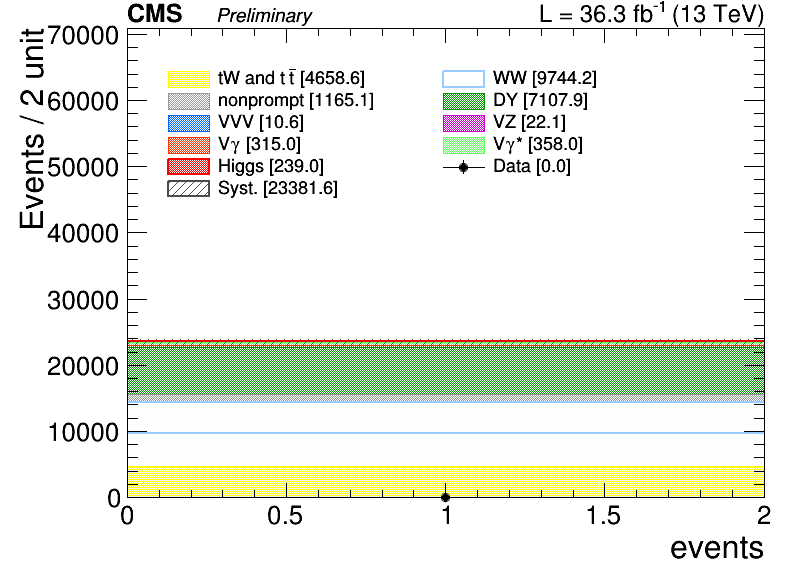 CMS Preliminary L = 36.3 fb⁻¹ (13 TeV)
Events / 2 unit
70000
60000
50000
40000
30000
20000
10000
0
tW and tt̅ [4658.6]
nonprompt [1165.1]
VVV [10.6]
Vγ [315.0]
Higgs [239.0]
Syst. [23381.6]
WW [9744.2]
DY [7107.9]
VZ [22.1]
Vγ* [358.0]
Data [0.0]
0 0.5 1 1.5 2
events